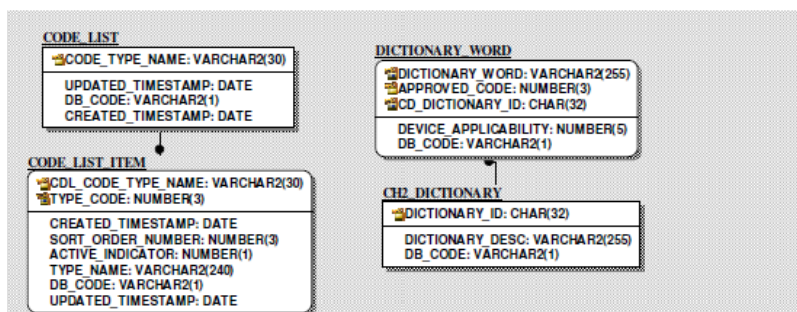 CODE_LIST
CODE_TYPE_NAME: VARCHAR2(30)
UPDATED_TIMESTAMP: DATE
DB_CODE: VARCHAR2(1)
CREATED_TIMESTAMP: DATE
CODE_LIST_ITEM
CDL_CODE_TYPE_NAME: VARCHAR2(30)
TYPE_CODE: NUMBER(3)
CREATED_TIMESTAMP: DATE
SORT_ORDER_NUMBER: NUMBER(3)
ACTIVE_INDICATOR: NUMBER(1)
TYPE_NAME: VARCHAR2(240)
DB_CODE: VARCHAR2(1)
UPDATED_TIMESTAMP: DATE
DICTIONARY_WORD
DICTIONARY_WORD: VARCHAR2(255)
APPROVED_CODE: NUMBER(3)
CD_DICTIONARY_ID: CHAR(32)
DEVICE_APPLICABILITY: NUMBER(5)
DB_CODE: VARCHAR2(1)
CH2_DICTIONARY
DICTIONARY_ID: CHAR(32)
DICTIONARY_DESC: VARCHAR2(255)
DB_CODE: VARCHAR2(1)